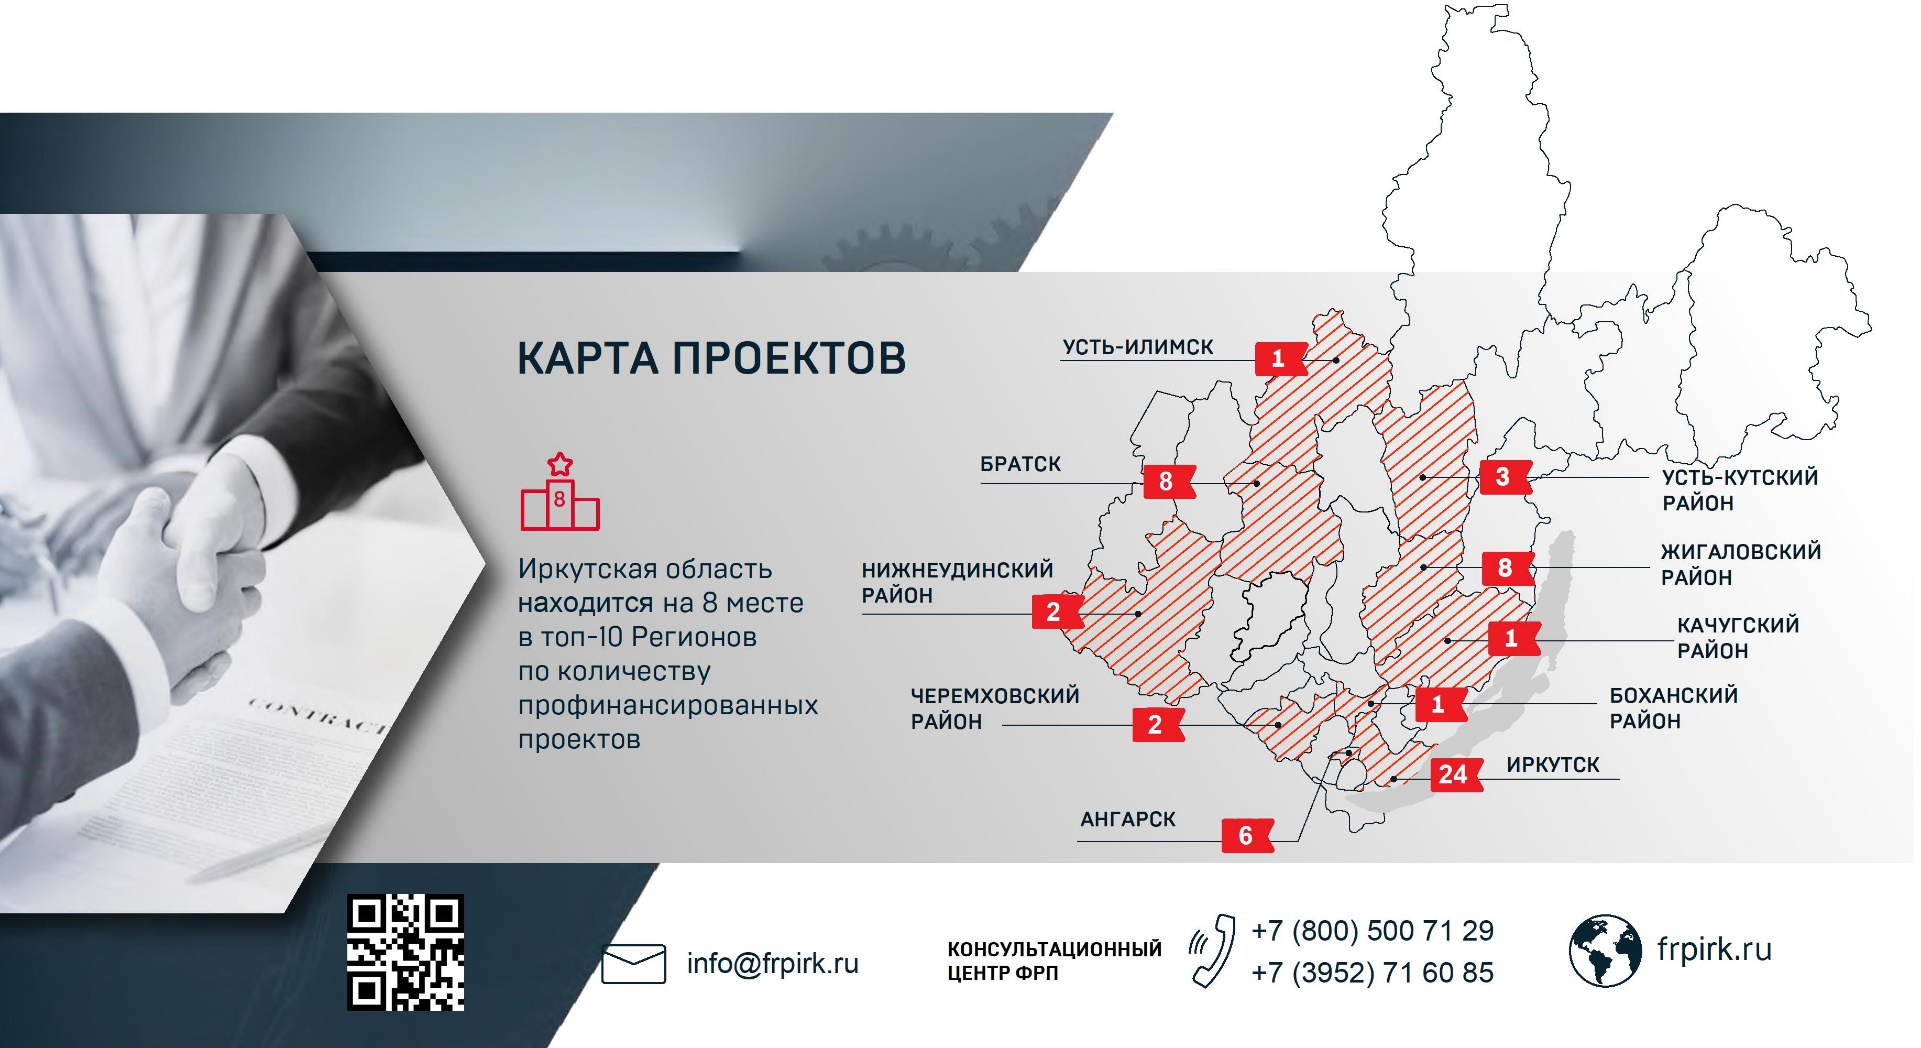 КАРТА ПРОЕКТОВ
8
Иркутская область
находится на 8 месте
в топ-10 Регионов
по количеству
профинансированных
проектов
CONTRACT
УСТЬ-ИЛИМСК
1
БРАТСК
8
НИЖНЕУДИНСКИЙ
РАЙОН
2
ЧЕРЕМХОВСКИЙ
РАЙОН
2
АНГАРСК
6
3
УСТЬ-КУТСКИЙ
РАЙОН
8
ЖИГАЛОВСКИЙ
РАЙОН
1
КАЧУГСКИЙ
РАЙОН
1
БОХАНСКИЙ
РАЙОН
24
ИРКУТСК
info@frpirk.ru
КОНСУЛЬТАЦИОННЫЙ
ЦЕНТР ФРП
+7 (800) 500 71 29
+7 (3952) 71 60 85
frpirk.ru